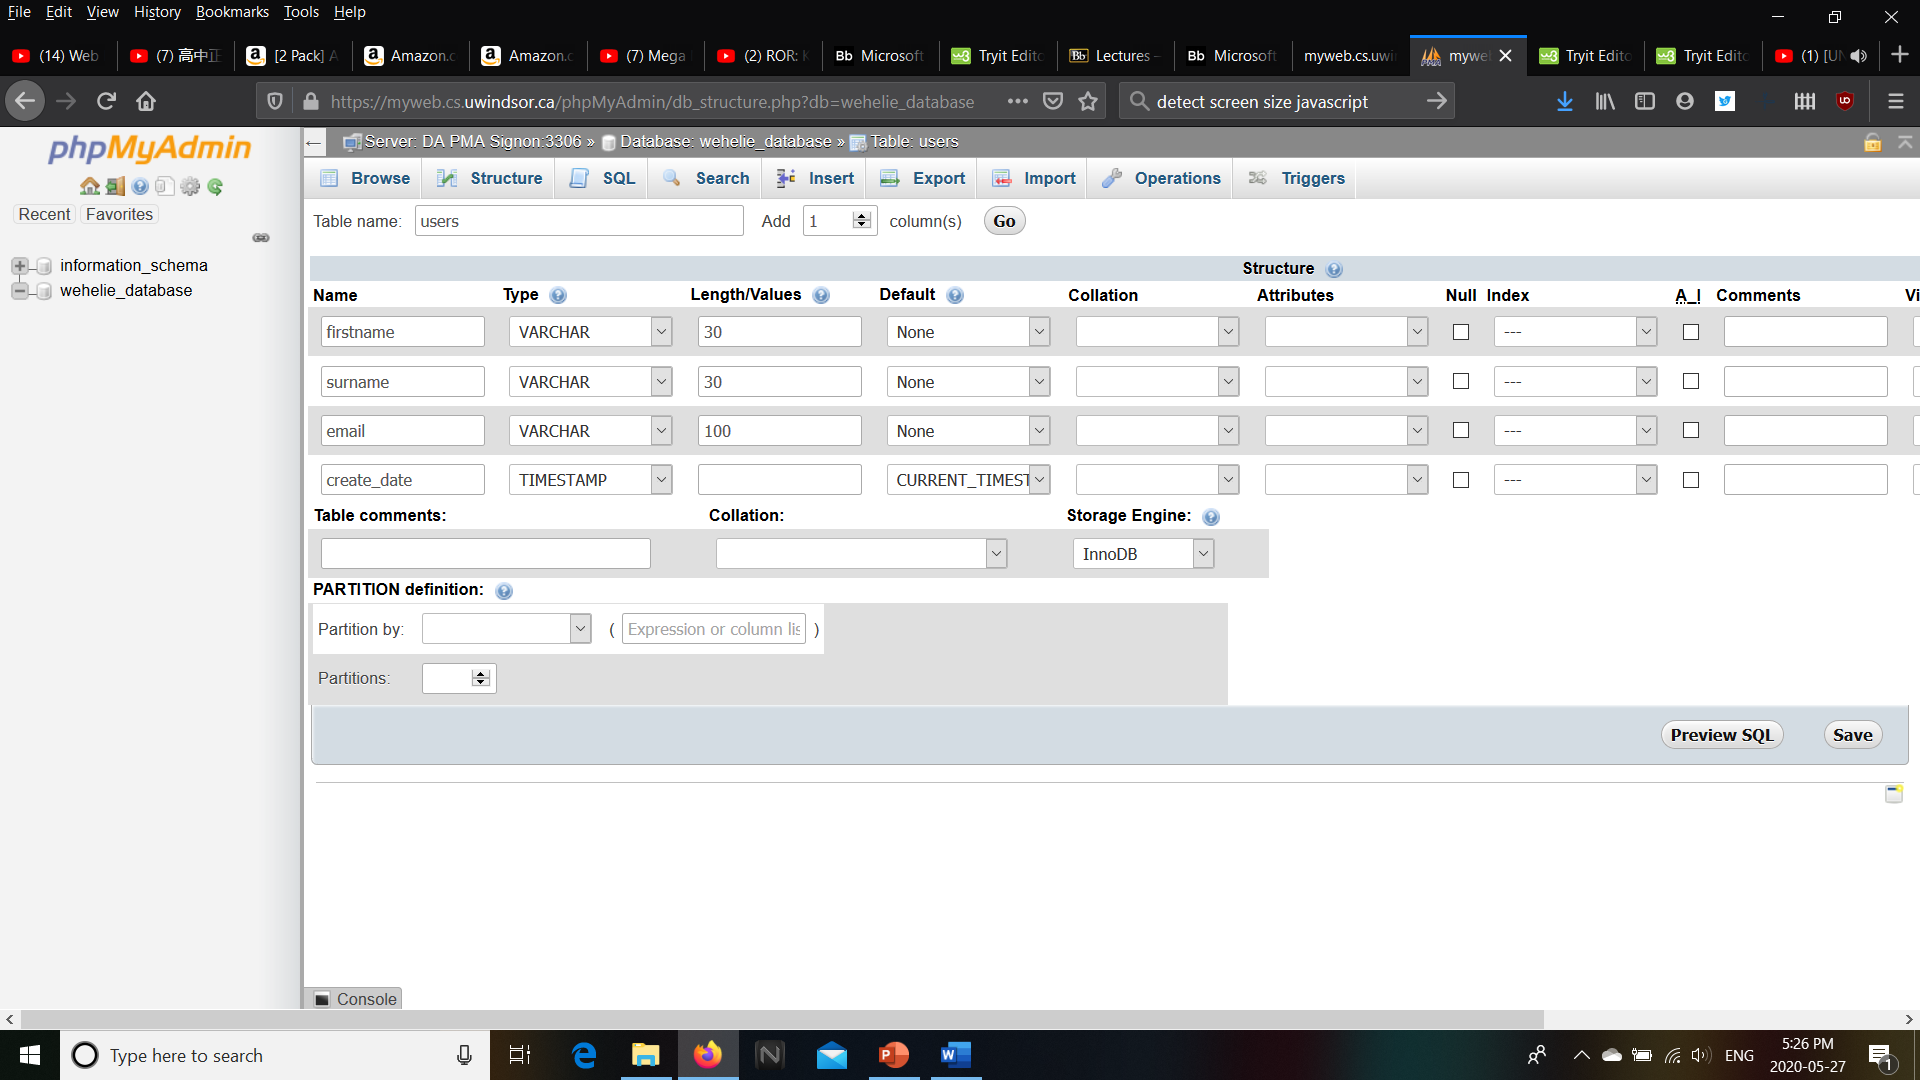 File Edit View History Bookmarks Tools Help
(14) Web (7) 高中正 [2 Pack] A Amazon.c Amazon.c (7) Mega (2) ROR: K Microsoft Tryit Edito Lectures – Microsoft myweb.cs.uwin myweb Tryit Edito Tryit Edito (1) [UN
https://myweb.cs.uwindsor.ca/phpMyAdmin/db_structure.php?db=wehelie_database detect screen size javascript
phpMyAdmin
Recent Favorites
information_schema
wehelie_database
Server: DA PMA Signon:3306 » Database: wehelie_database » Table: users
Browse Structure SQL Search Insert Export Import Operations Triggers
Table name: users Add 1 column(s) Go
Structure
Name Type Length/Values Default Collation Attributes Null Index A_I Comments Vi
firstname VARCHAR 30 None ---
surname VARCHAR 30 None ---
email VARCHAR 100 None ---
create_date TIMESTAMP CURRENT_TIMEST ---
Table comments: Collation: Storage Engine:
InnoDB
PARTITION definition:
Partition by: ( Expression or column lis )
Partitions:
Preview SQL Save
Console
Type here to search
ENG 5:26 PM
2020-05-27
1